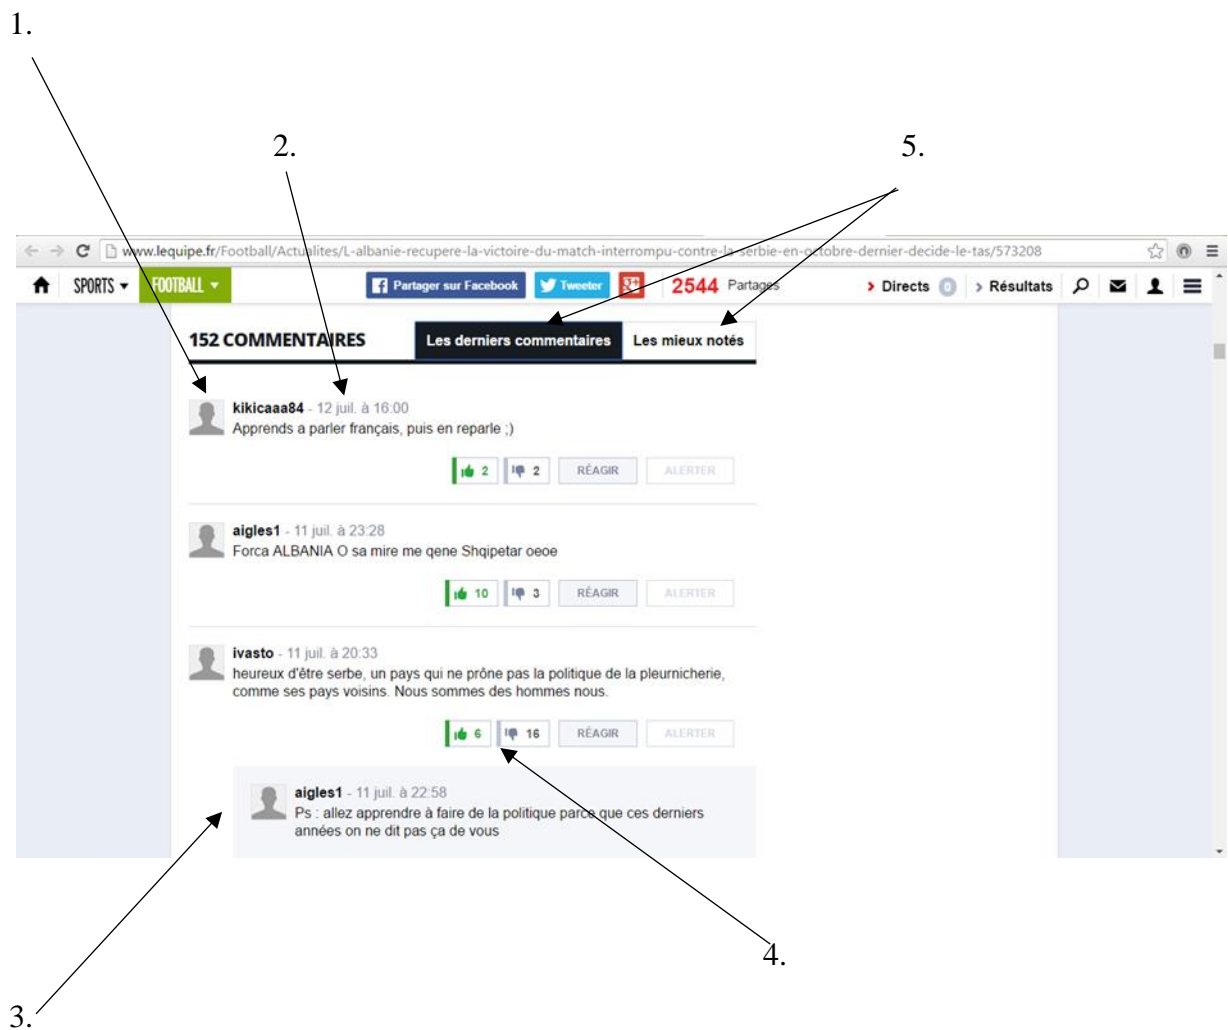 1.
2.
5.
www.lequipe.fr/Football/Actualites/L-albanie-recupere-la-victoire-du-match-interrompu-contre-la-serbie-en-octobre-dernier-decide-le-tas/573208
SPORTS FOOTBALL Partager sur Facebook Tweeter g+ 2544 Partages Directs 0 Résultats
152 COMMENTAIRES Les derniers commentaires Les mieux notés
kikicaaa84 - 12 juil. à 16:00
Apprends a parler français, puis en reparle ;)
2 2 RÉAGIR ALERTER
aigles1 - 11 juil. à 23:28
Forca ALBANIA O sa mire me qene Shqipetar oeoe
10 3 RÉAGIR ALERTER
ivasto - 11 juil. à 20:33
heureux d'être serbe, un pays qui ne prône pas la politique de la pleurnicherie,
comme ses pays voisins. Nous sommes des hommes nous.
6 16 RÉAGIR ALERTER
aigles1 - 11 juil. à 22:58
Ps : allez apprendre à faire de la politique parce que ces derniers
années on ne dit pas ça de vous
4.
3.